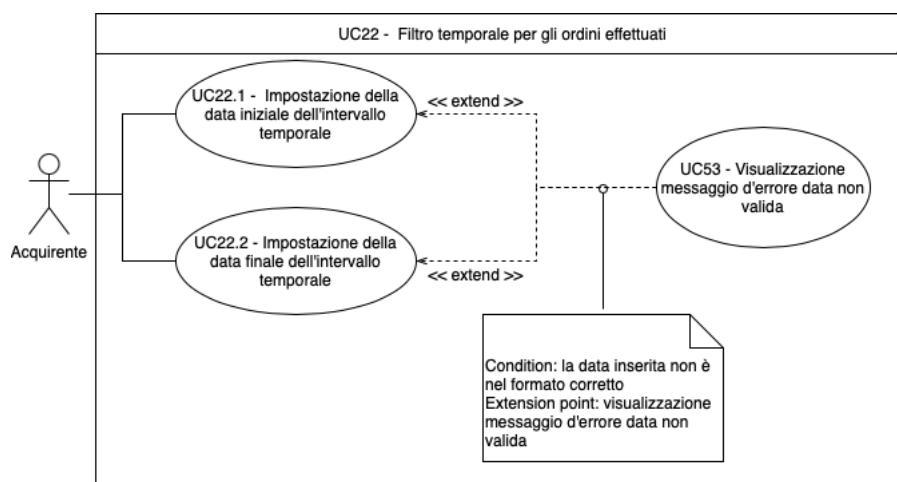 UC22 - Filtro temporale per gli ordini effettuati
UC22.1 - Impostazione della
data iniziale dell'intervallo
temporale
<< extend >>
UC53 - Visualizzazione
messaggio d'errore data non
valida
Acquirente
UC22.2 - Impostazione della
data finale dell'intervallo
temporale
<< extend >>
Condition: la data inserita non è
nel formato corretto
Extension point: visualizzazione
messaggio d'errore data non
valida